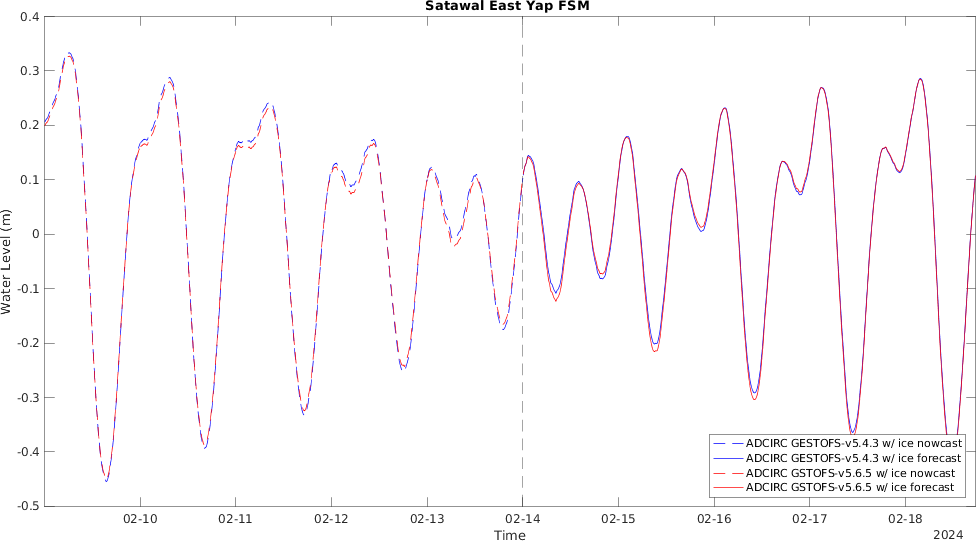 Satawal East Yap FSM
0.4
0.3
0.2
0.1
0
-0.1
-0.2
-0.3
-0.4
-0.5
Water Level (m)
ADCIRC GESTOFS-v5.4.3 w/ ice nowcast
ADCIRC GESTOFS-v5.4.3 w/ ice forecast
ADCIRC GSTOFS-v5.6.5 w/ ice nowcast
ADCIRC GSTOFS-v5.6.5 w/ ice forecast
02-10 02-11 02-12 02-13 02-14 02-15 02-16 02-17 02-18
Time
2024